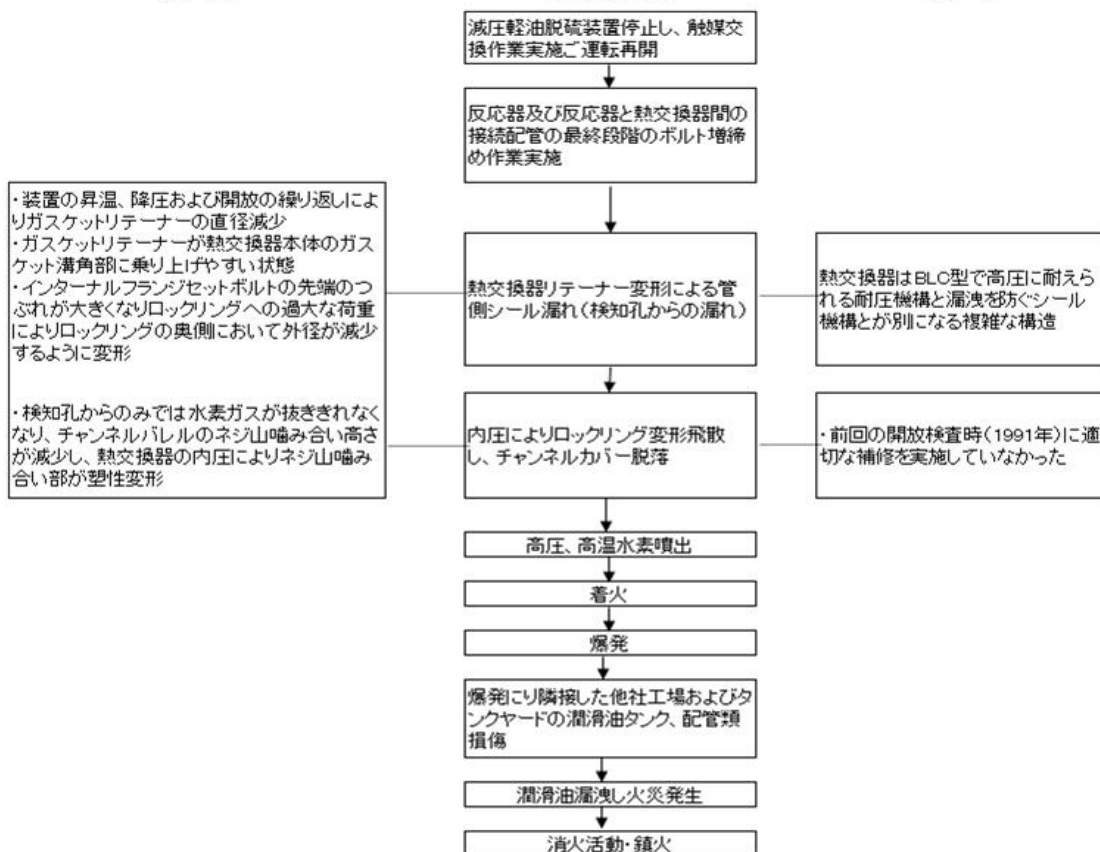 減圧軽油脱硫装置停止し、触媒交
換作業実施ご運転再開
反応器及び反応器と熱交換器間の
接続配管の最終段階のボルト増締
め作業実施
・装置の昇温、降圧および開放の繰り返しによ
りガスケットリテーナーの直径減少
・ガスケットリテーナーが熱交換器本体のガス
ケット溝角部に乗り上げやすい状態
・インターナルフランジセットボルトの先端のつ
ぶれが大きくなりロックリングへの過大な荷重
によりロックリングの奥側において外径が減少
するように変形
・検知孔からのみでは水素ガスが抜ききれなく
なり、チャンネルバレルのネジ山噛み合い高さ
が減少し、熱交換器の内圧によりネジ山噛み
合い部が塑性変形
熱交換器リテーナー変形による管
側シール漏れ(検知孔からの漏れ)
熱交換器はBLC型で高圧に耐えら
れる耐圧機構と漏洩を防ぐシール
機構とが別になる複雑な構造
内圧によりロックリング変形飛散
し、チャンネルカバー脱落
・前回の開放検査時(1991年)に適
切な補修を実施していなかった
高圧、高温水素噴出
着火
爆発
爆発にり隣接した他社工場およびタ
ンクヤードの潤滑油タンク、配管類
損傷
潤滑油漏洩し火災発生
消火活動・鎮火